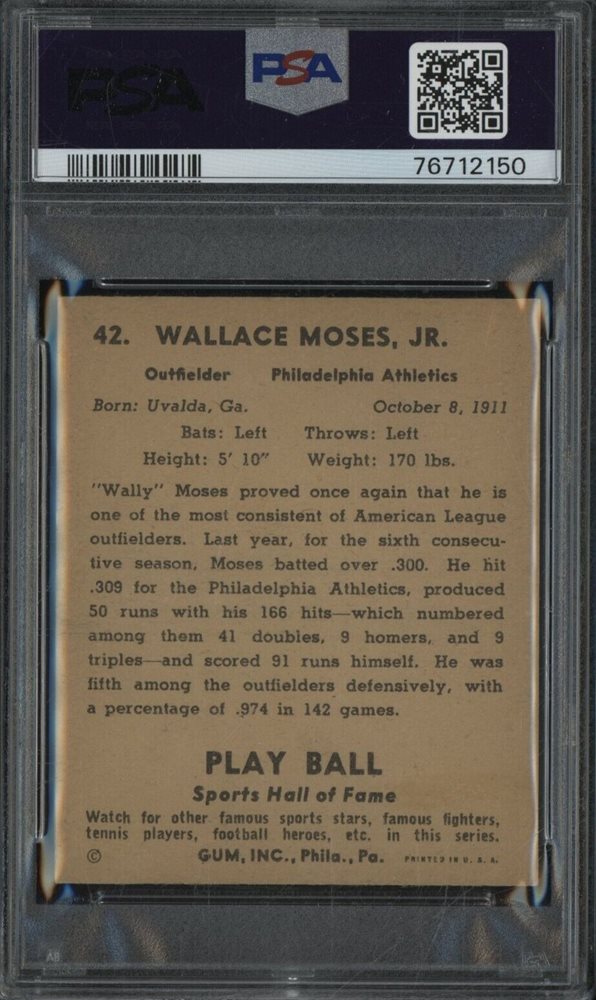 PSA
PSA
76712150
42. WALLACE MOSES, JR.
Outfielder Philadelphia Athletics
Born: Uvalda, Ga. October 8, 1911
Bats: Left Throws: Left
Height: 5' 10" Weight: 170 lbs.
"Wally" Moses proved once again that he is
one of the most consistent of American League
outfielders. Last year, for the sixth consecu-
tive season, Moses batted over .300. He hit
.309 for the Philadelphia Athletics, produced
50 runs with his 166 hits—which numbered
among them 41 doubles, 9 homers, and 9
triples—and scored 91 runs himself. He was
fifth among the outfielders defensively, with
a percentage of .974 in 142 games.
PLAY BALL
Sports Hall of Fame
Watch for other famous sports stars, famous fighters,
tennis players, football heroes, etc. in this series.
© GUM, INC., Phila., Pa. PRINTED IN U. S. A.